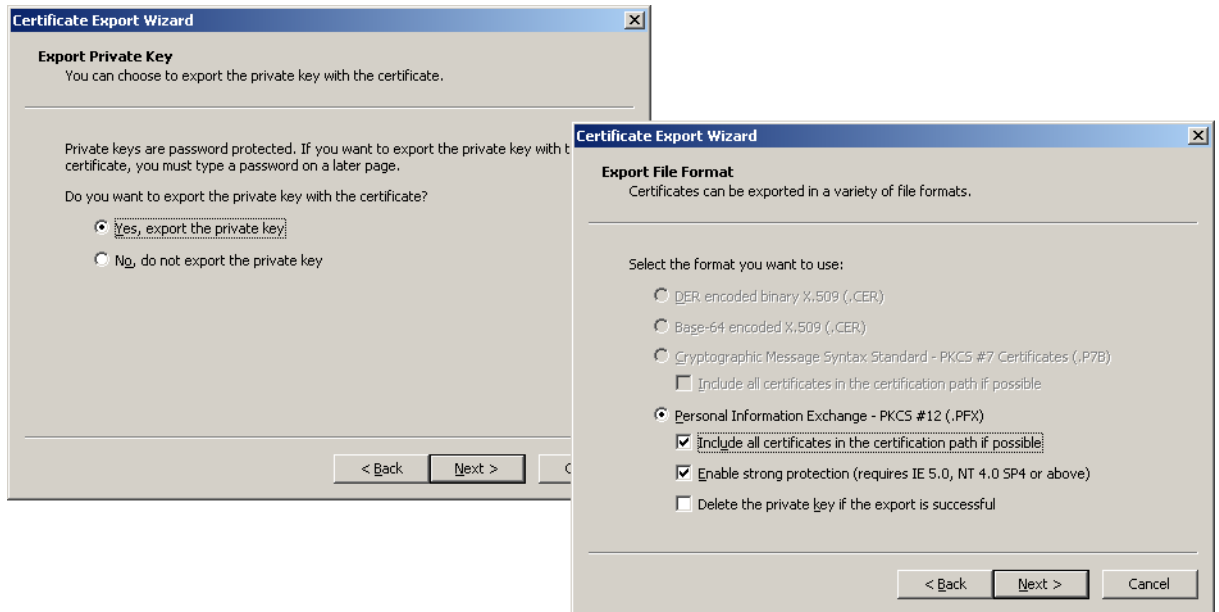 Certificate Export Wizard
Export Private Key
You can choose to export the private key with the certificate.
Private keys are password protected. If you want to export the private key with t
certificate, you must type a password on a later page.
Do you want to export the private key with the certificate?
Yes, export the private key
No, do not export the private key
< Back
Next >
C
Certificate Export Wizard
Export File Format
Certificates can be exported in a variety of file formats.
Select the format you want to use:
DER encoded binary X.509 (.CER)
Base-64 encoded X.509 (.CER)
Cryptographic Message Syntax Standard - PKCS #7 Certificates (.P7B)
Include all certificates in the certification path if possible
Personal Information Exchange - PKCS #12 (.PFX)
Include all certificates in the certification path if possible
Enable strong protection (requires IE 5.0, NT 4.0 SP4 or above)
Delete the private key if the export is successful
< Back
Next >
Cancel